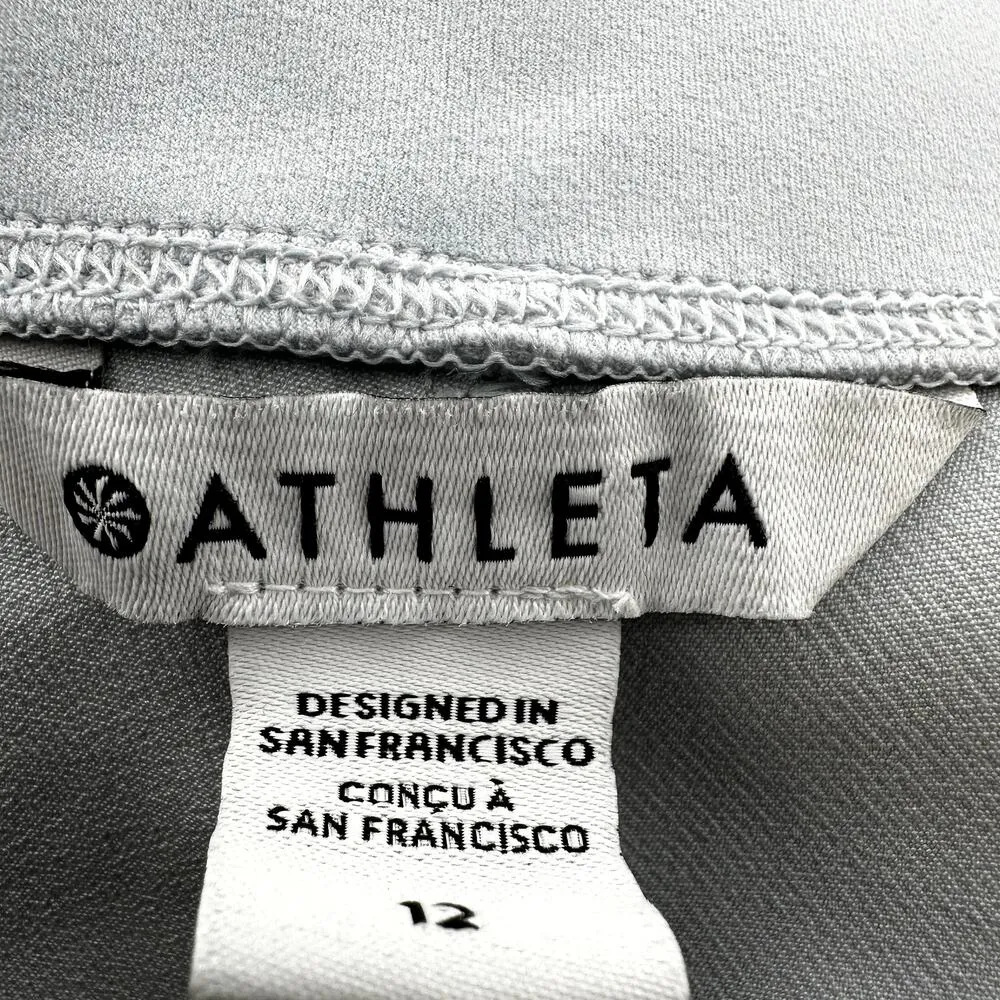 ATHLETA
DESIGNED IN
SAN FRANCISCO
CONÇU À
SAN FRANCISCO
12